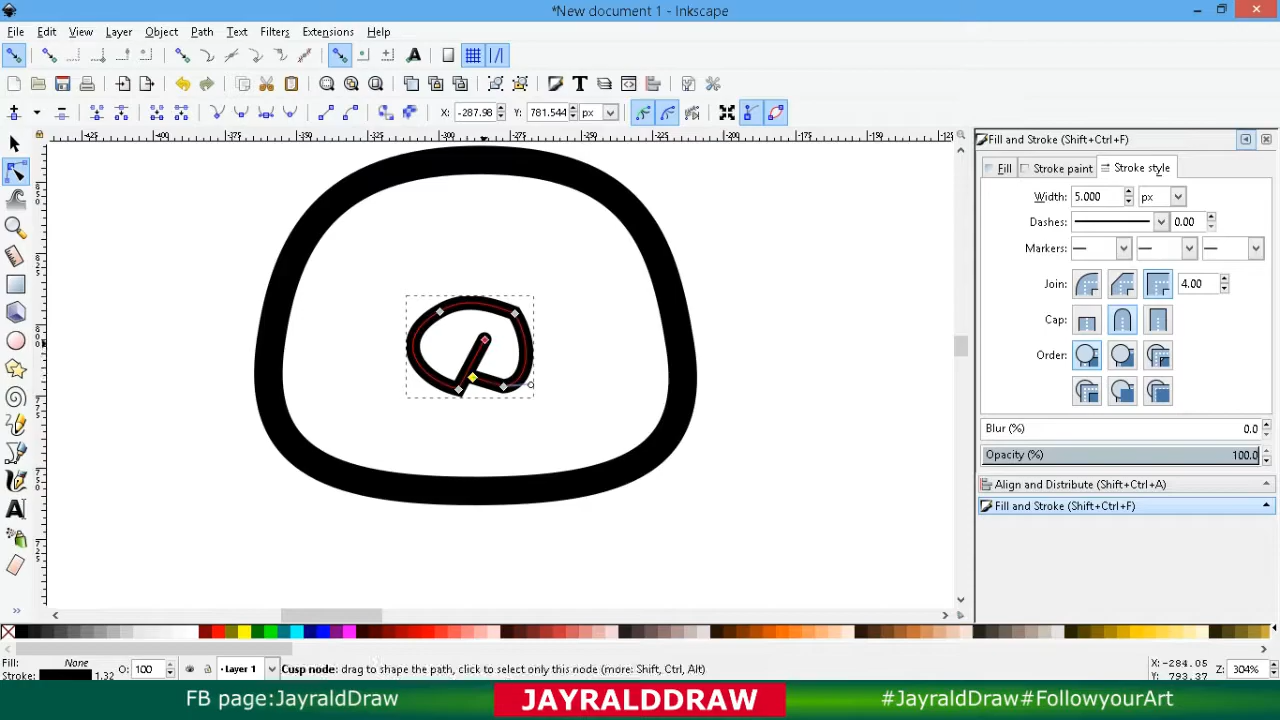 *New document 1 - Inkscape
File Edit View Layer Object Path Text Filters Extensions Help
X: -287.98 Y: 781.544 px
Fill and Stroke (Shift+Ctrl+F)
Fill Stroke paint Stroke style
Width: 5.000 px
Dashes: 0.00
Markers:
Join: 4.00
Cap:
Order:
Blur (%) 0.0
Opacity (%) 100.0
Align and Distribute (Shift+Ctrl+A)
Fill and Stroke (Shift+Ctrl+F)
Fill: None
Stroke: 1.32
O: 100
Layer 1
Cusp node: drag to shape the path, click to select only this node (more: Shift, Ctrl, Alt)
X: -284.05
Y: 793.37
Z: 304%
FB page:JayraldDraw
JAYRALDDRAW
#JayraldDraw#FollowyourArt